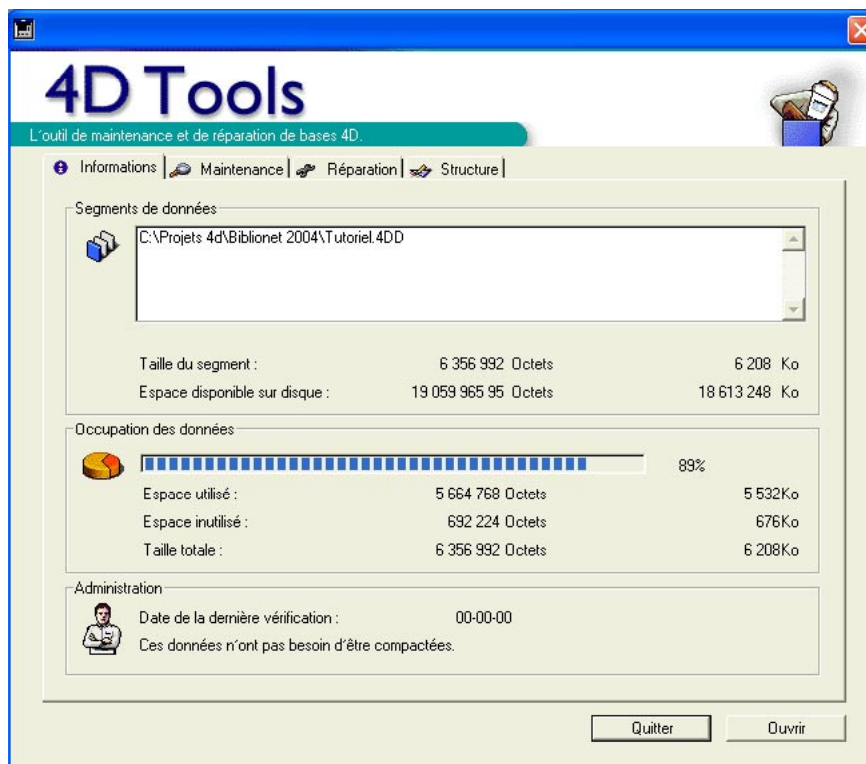 4D Tools
L'outil de maintenance et de réparation de bases 4D.
Informations Maintenance Réparation Structure
Segments de données
C:\Projets 4d\Biblionet 2004\Tutoriel.4DD
Taille du segment : 6 356 992 Octets 6 208 Ko
Espace disponible sur disque : 19 059 965 95 Octets 18 613 248 Ko
Occupation des données
89%
Espace utilisé : 5 664 768 Octets 5 532Ko
Espace inutilisé : 692 224 Octets 676Ko
Taille totale : 6 356 992 Octets 6 208Ko
Administration
Date de la dernière vérification : 00-00-00
Ces données n'ont pas besoin d'être compactées.
Quitter Ouvrir